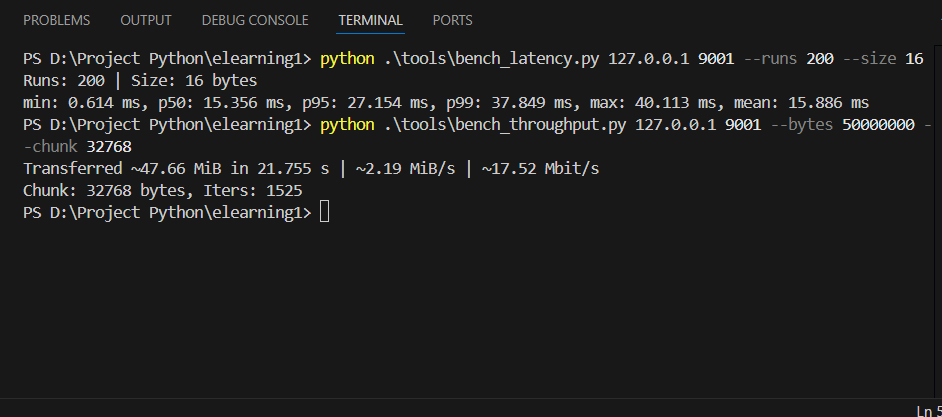 PROBLEMS OUTPUT DEBUG CONSOLE TERMINAL PORTS
PS D:\Project Python\elearning1> python .\tools\bench_latency.py 127.0.0.1 9001 --runs 200 --size 16
Runs: 200 | Size: 16 bytes
min: 0.614 ms, p50: 15.356 ms, p95: 27.154 ms, p99: 37.849 ms, max: 40.113 ms, mean: 15.886 ms
PS D:\Project Python\elearning1> python .\tools\bench_throughput.py 127.0.0.1 9001 --bytes 50000000 -
-chunk 32768
Transferred ~47.66 MiB in 21.755 s | ~2.19 MiB/s | ~17.52 Mbit/s
Chunk: 32768 bytes, Iters: 1525
PS D:\Project Python\elearning1>
Ln